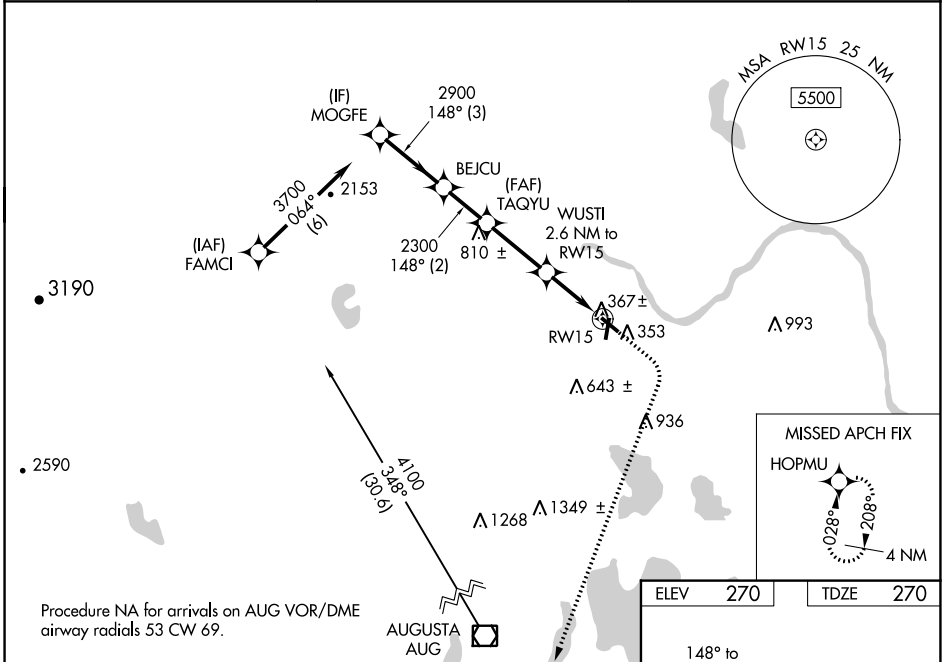 MSA RW15 25 NM
5500
(IF)
MOGFE
2900
148° (3)
BEJCU
(FAF)
TAQYU
2153
3700
064°
(6)
(IAF)
FAMCI
2300
148° (2)
810 ±
WUSTI
2.6 NM to
RW15
3190
367±
RW15
353
993
643 ±
936
2590
4100
348°
(30.6)
1268
1349 ±
MISSED APCH FIX
HOPMU
028°
208°
4 NM
Procedure NA for arrivals on AUG VOR/DME
airway radials 53 CW 69.
AUGUSTA
AUG
ELEV 270
TDZE 270
148° to